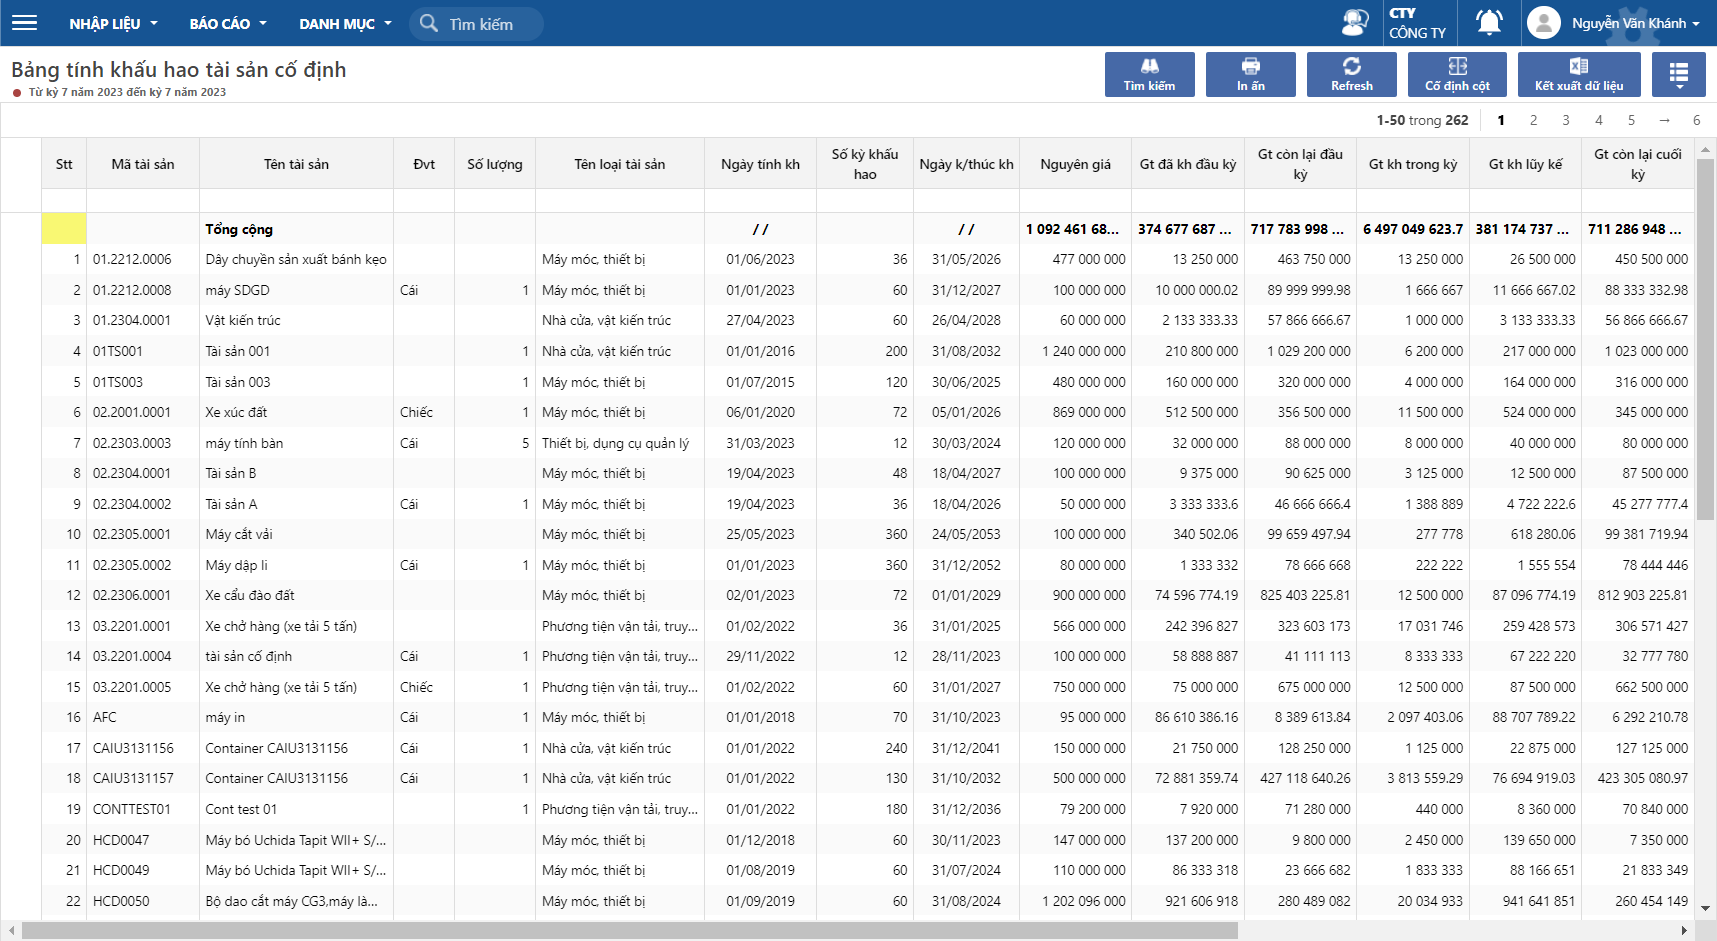 NHẬP LIỆU BÁO CÁO DANH MỤC Tìm kiếm CTY CÔNG TY Nguyễn Văn Khánh
Bảng tính khấu hao tài sản cố định
Từ kỳ 7 năm 2023 đến kỳ 7 năm 2023
Tìm kiếm In ấn Refresh Cố định cột Kết xuất dữ liệu
1-50 trong 262 1 2 3 4 5 → 6
Stt Mã tài sản Tên tài sản Đvt Số lượng Tên loại tài sản Ngày tính kh Số kỳ khấu hao Ngày k/thúc kh Nguyên giá Gt đã kh đầu kỳ Gt còn lại đầu kỳ Gt kh trong kỳ Gt kh lũy kế Gt còn lại cuối kỳ
Tổng cộng / / / / 1 092 461 68... 374 677 687 ... 717 783 998 ... 6 497 049 623.7 381 174 737 ... 711 286 948 ...
1 01.2212.0006 Dây chuyền sản xuất bánh kẹo Máy móc, thiết bị 01/06/2023 36 31/05/2026 477 000 000 13 250 000 463 750 000 13 250 000 26 500 000 450 500 000
2 01.2212.0008 máy SDGD Cái 1 Máy móc, thiết bị 01/01/2023 60 31/12/2027 100 000 000 10 000 000.02 89 999 999.98 1 666 667 11 666 667.02 88 333 332.98
3 01.2304.0001 Vật kiến trúc Nhà cửa, vật kiến trúc 27/04/2023 60 26/04/2028 60 000 000 2 133 333.33 57 866 666.67 1 000 000 3 133 333.33 56 866 666.67
4 01TS001 Tài sản 001 1 Nhà cửa, vật kiến trúc 01/01/2016 200 31/08/2032 1 240 000 000 210 800 000 1 029 200 000 6 200 000 217 000 000 1 023 000 000
5 01TS003 Tài sản 003 1 Máy móc, thiết bị 01/07/2015 120 30/06/2025 480 000 000 160 000 000 320 000 000 4 000 000 164 000 000 316 000 000
6 02.2001.0001 Xe xúc đất Chiếc 1 Máy móc, thiết bị 06/01/2020 72 05/01/2026 869 000 000 512 500 000 356 500 000 11 500 000 524 000 000 345 000 000
7 02.2303.0003 máy tính bàn Cái 5 Thiết bị, dụng cụ quản lý 31/03/2023 12 30/03/2024 120 000 000 32 000 000 88 000 000 8 000 000 40 000 000 80 000 000
8 02.2304.0001 Tài sản B Máy móc, thiết bị 19/04/2023 48 18/04/2027 100 000 000 9 375 000 90 625 000 3 125 000 12 500 000 87 500 000
9 02.2304.0002 Tài sản A Cái 1 Máy móc, thiết bị 19/04/2023 36 18/04/2026 50 000 000 3 333 333.6 46 666 666.4 1 388 889 4 722 222.6 45 277 777.4
10 02.2305.0001 Máy cắt vải Máy móc, thiết bị 25/05/2023 360 24/05/2053 100 000 000 340 502.06 99 659 497.94 277 778 618 280.06 99 381 719.94
11 02.2305.0002 Máy dập li Cái 1 Máy móc, thiết bị 01/01/2023 360 31/12/2052 80 000 000 1 333 332 78 666 668 222 222 1 555 554 78 444 446
12 02.2306.0001 Xe cẩu đào đất Máy móc, thiết bị 02/01/2023 72 01/01/2029 900 000 000 74 596 774.19 825 403 225.81 12 500 000 87 096 774.19 812 903 225.81
13 03.2201.0001 Xe chở hàng (xe tải 5 tấn) Phương tiện vận tải, truy... 01/02/2022 36 31/01/2025 566 000 000 242 396 827 323 603 173 17 031 746 259 428 573 306 571 427
14 03.2201.0004 tài sản cố định Cái 1 Phương tiện vận tải, truy... 29/11/2022 12 28/11/2023 100 000 000 58 888 887 41 111 113 8 333 333 67 222 220 32 777 780
15 03.2201.0005 Xe chở hàng (xe tải 5 tấn) Chiếc 1 Phương tiện vận tải, truy... 01/02/2022 60 31/01/2027 750 000 000 75 000 000 675 000 000 12 500 000 87 500 000 662 500 000
16 AFC máy in Cái 1 Máy móc, thiết bị 01/01/2018 70 31/10/2023 95 000 000 86 610 386.16 8 389 613.84 2 097 403.06 88 707 789.22 6 292 210.78
17 CAIU3131156 Container CAIU3131156 Cái 1 Nhà cửa, vật kiến trúc 01/01/2022 240 31/12/2041 150 000 000 21 750 000 128 250 000 1 125 000 22 875 000 127 125 000
18 CAIU3131157 Container CAIU3131156 Cái 1 Nhà cửa, vật kiến trúc 01/01/2022 130 31/10/2032 500 000 000 72 881 359.74 427 118 640.26 3 813 559.29 76 694 919.03 423 305 080.97
19 CONTTEST01 Cont test 01 1 Phương tiện vận tải, truy... 01/01/2022 180 31/12/2036 79 200 000 7 920 000 71 280 000 440 000 8 360 000 70 840 000
20 HCD0047 Máy bó Uchida Tapit WII+ S/... Máy móc, thiết bị 01/12/2018 60 30/11/2023 147 000 000 137 200 000 9 800 000 2 450 000 139 650 000 7 350 000
21 HCD0049 Máy bó Uchida Tapit WII+ S/... Máy móc, thiết bị 01/08/2019 60 31/07/2024 110 000 000 86 333 318 23 666 682 1 833 333 88 166 651 21 833 349
22 HCD0050 Bộ dao cắt máy CG3,máy là... Máy móc, thiết bị 01/09/2019 60 31/08/2024 1 202 096 000 921 606 918 280 489 082 20 034 933 941 641 851 260 454 149